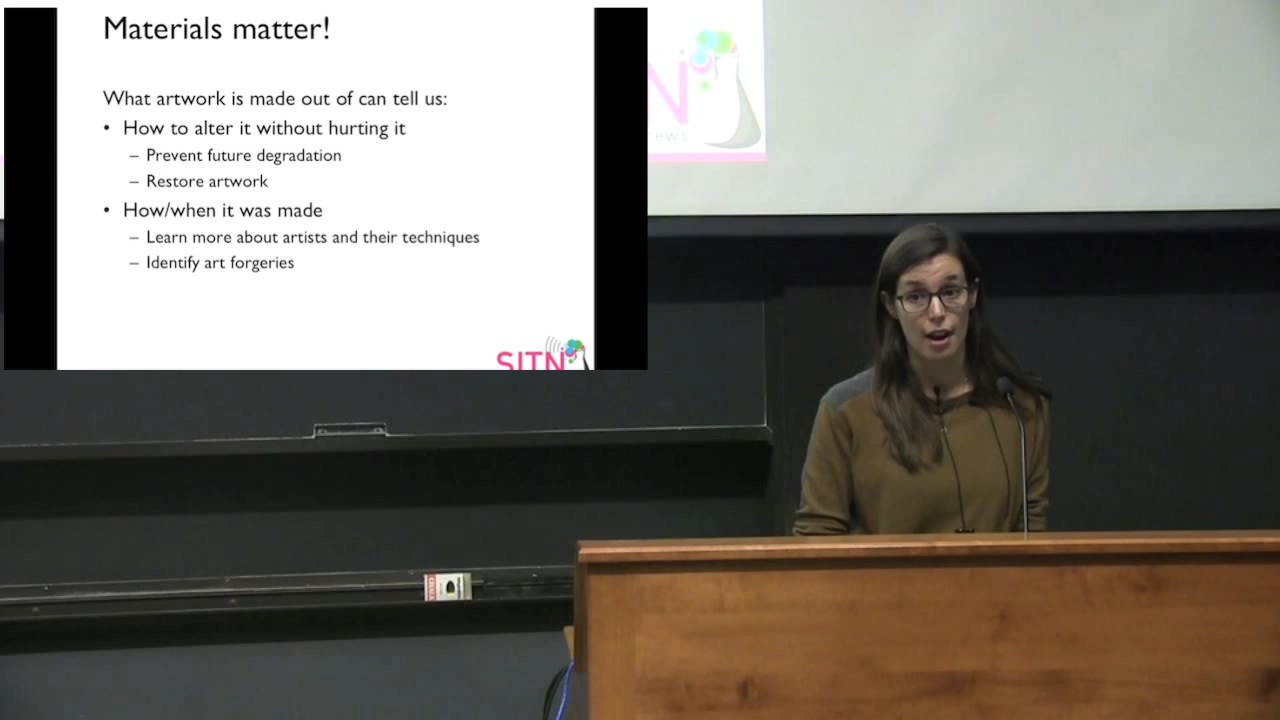 Materials matter!
What artwork is made out of can tell us:
• How to alter it without hurting it
– Prevent future degradation
– Restore artwork
• How/when it was made
– Learn more about artists and their techniques
– Identify art forgeries
SITN
N
ews